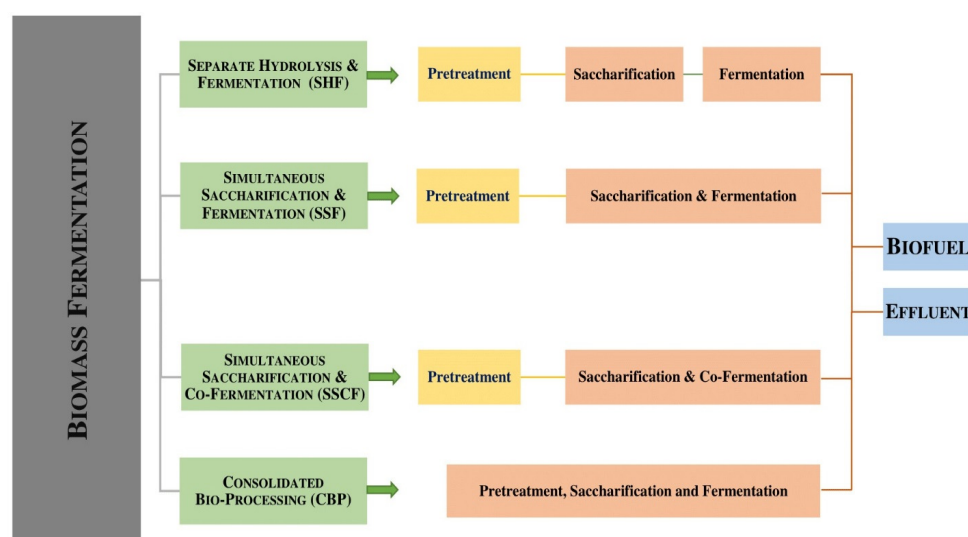 BIOMASS FERMENTATION
SEPARATE HYDROLYSIS &
FERMENTATION (SHF)
Pretreatment
Saccharification
Fermentation
SIMULTANEOUS
SACCHARIFICATION &
FERMENTATION (SSF)
Pretreatment
Saccharification & Fermentation
BIOFUEL
EFFLUENT
SIMULTANEOUS
SACCHARIFICATION &
CO-FERMENTATION (SSCF)
Pretreatment
Saccharification & Co-Fermentation
CONSOLIDATED
BIO-PROCESSING (CBP)
Pretreatment, Saccharification and Fermentation